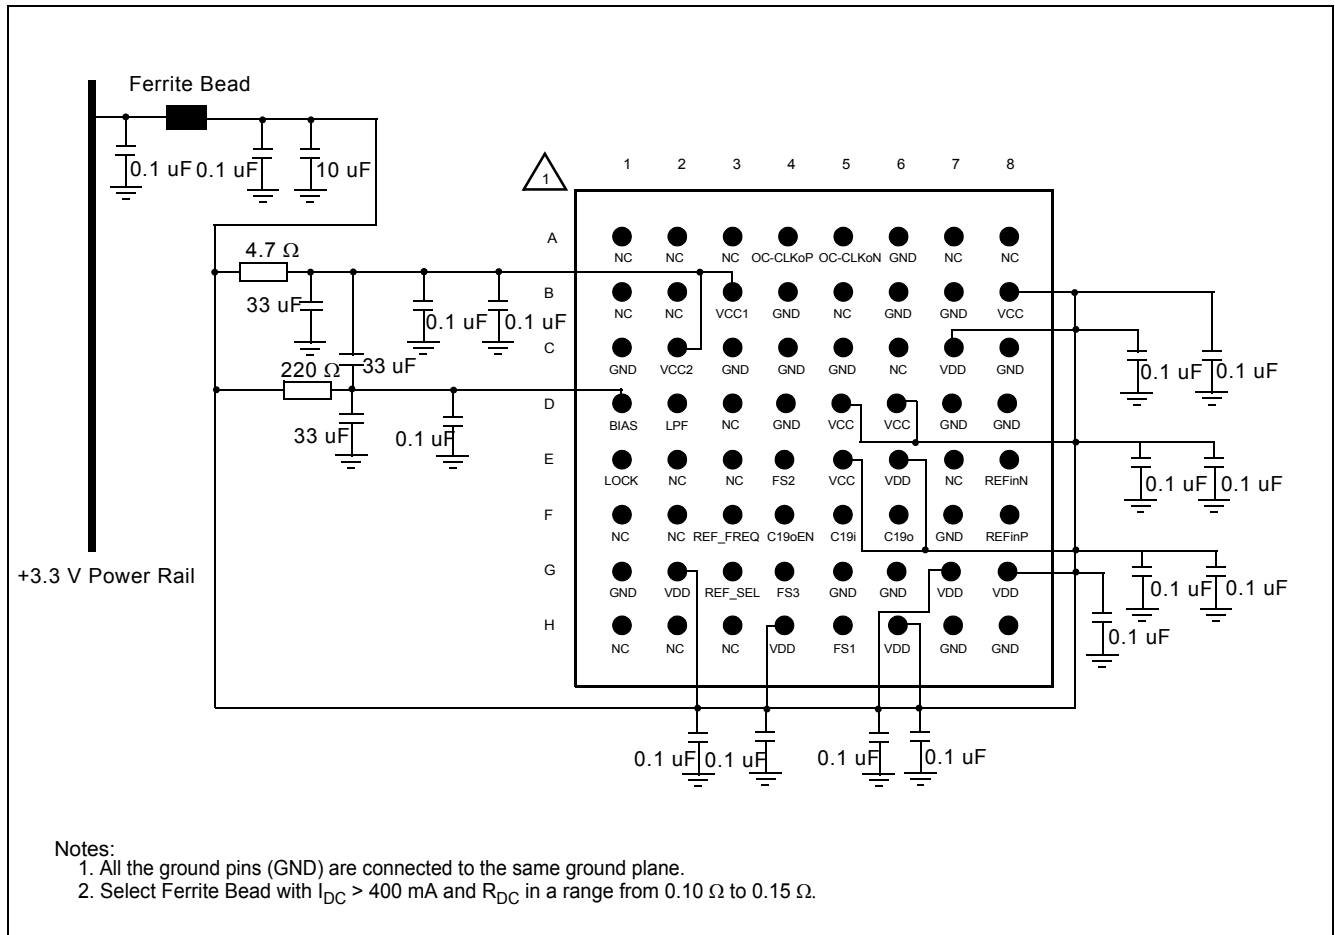 Ferrite Bead
0.1 uF 0.1 uF 10 uF
1
1 2 3 4 5 6 7 8
A
NC NC NC OC-CLKoP OC-CLKoN GND NC NC
4.7 Ω
33 uF
0.1 uF 0.1 uF
B
NC NC VCC1 GND NC GND GND VCC
C
GND VCC2 GND GND GND NC VDD GND
33 uF
220 Ω
0.1 uF 0.1 uF
D
BIAS LPF NC GND VCC VCC GND GND
33 uF 0.1 uF
E
LOCK NC NC FS2 VCC VDD NC REFinN
0.1 uF 0.1 uF
F
NC NC REF_FREQ C19oEN C19i C19o GND REFinP
+3.3 V Power Rail
G
GND VDD REF_SEL FS3 GND GND VDD VDD
0.1 uF 0.1 uF
H
NC NC NC VDD FS1 VDD GND GND
0.1 uF
0.1 uF 0.1 uF 0.1 uF 0.1 uF
Notes:
1. All the ground pins (GND) are connected to the same ground plane.
2. Select Ferrite Bead with IDC > 400 mA and RDC in a range from 0.10 Ω to 0.15 Ω.